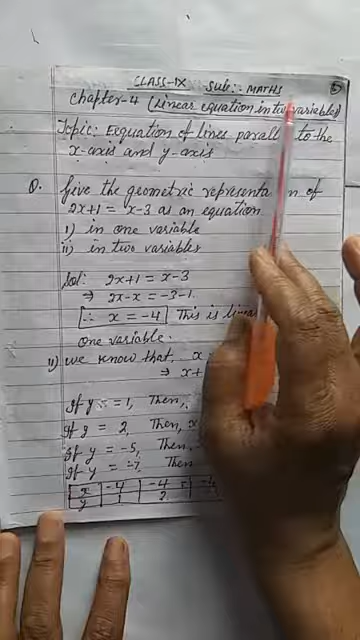 CLASS-IX Sub:- MATHS 5
Chapter-4 (Linear equation in two variables)
Topic: Equation of lines parallel to the
x-axis and y-axis
Q. Give the geometric representation of
2x+1 = x-3 as an equation
i) in one variable
ii) in two variables
Sol: 2x+1 = x-3
⇒ 2x-x = -3-1
∴ x = -4 This is
One variable.
ii) we know that, x
⇒ x+
If y = 1, Then,
If y = 2, Then, x
If y = -5, Then,
If y = -7, Then
x -4 -4
y 1 2